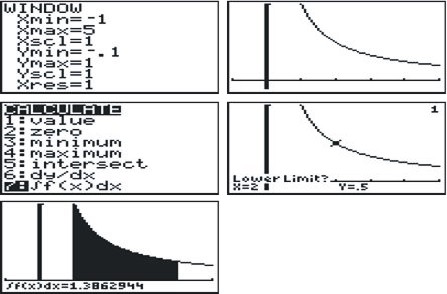 WINDOW
Xmin=-1
Xmax=5
Xscl=1
Ymin=-.1
Ymax=1
Yscl=1
Xres=1
CALCULATE
1:value
2:zero
3:minimum
4:maximum
5:intersect
6:dy/dx
7:∫f(x)dx
1
Lower Limit?
X=2 Y=.5
∫f(x)dx=1.3862944